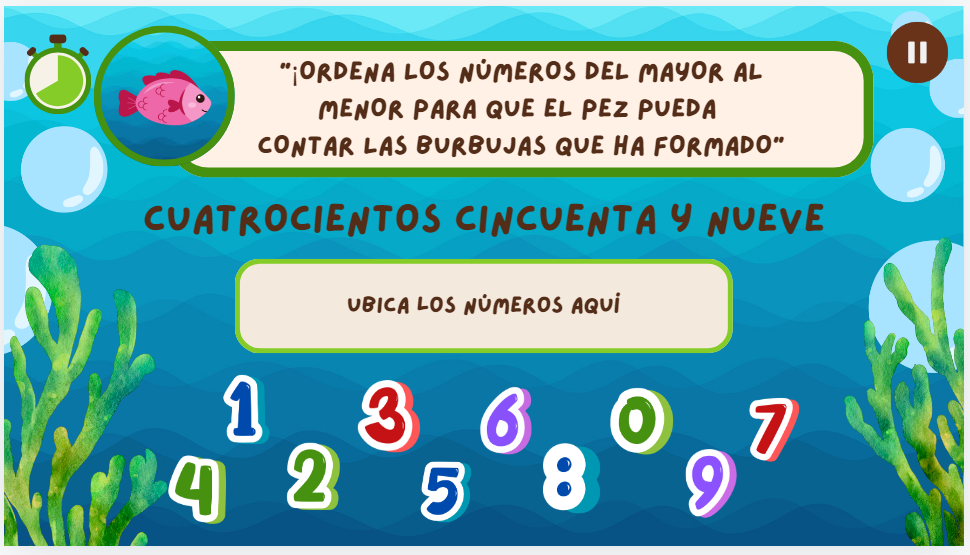 "¡ORDENA LOS NÚMEROS DEL MAYOR AL
MENOR PARA QUE EL PEZ PUEDA
CONTAR LAS BURBUJAS QUE HA FORMADO"
CUATROCIENTOS CINCUENTA Y NUEVE
UBICA LOS NÚMEROS AQUÍ
1 3 6 0 7
4 2 5 8 9